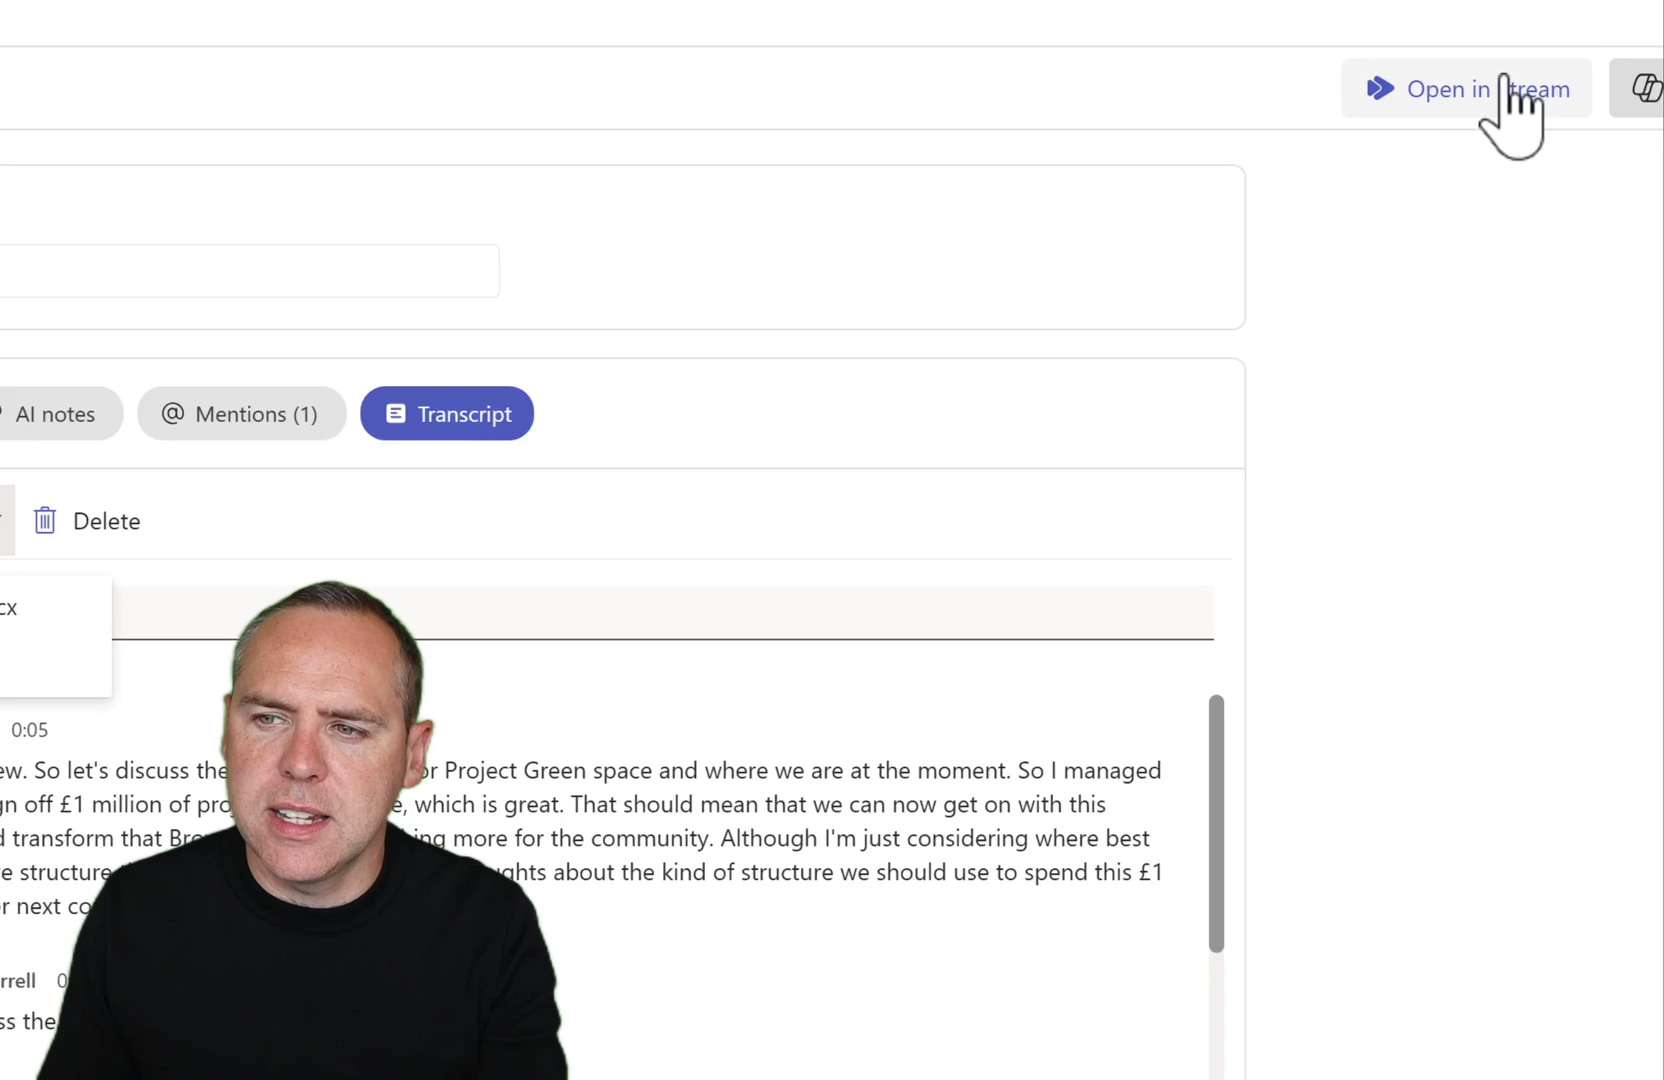 Open in
AI notes
Mentions (1)
Transcript
Delete
cx
0:05
ew. So let's discuss the or Project Green space and where we are at the moment. So I managed
gn off £1 million of pro e, which is great. That should mean that we can now get on with this
d transform that Bro ing more for the community. Although I'm just considering where best
e structure ghts about the kind of structure we should use to spend this £1
r next co
rrell 0
ss the